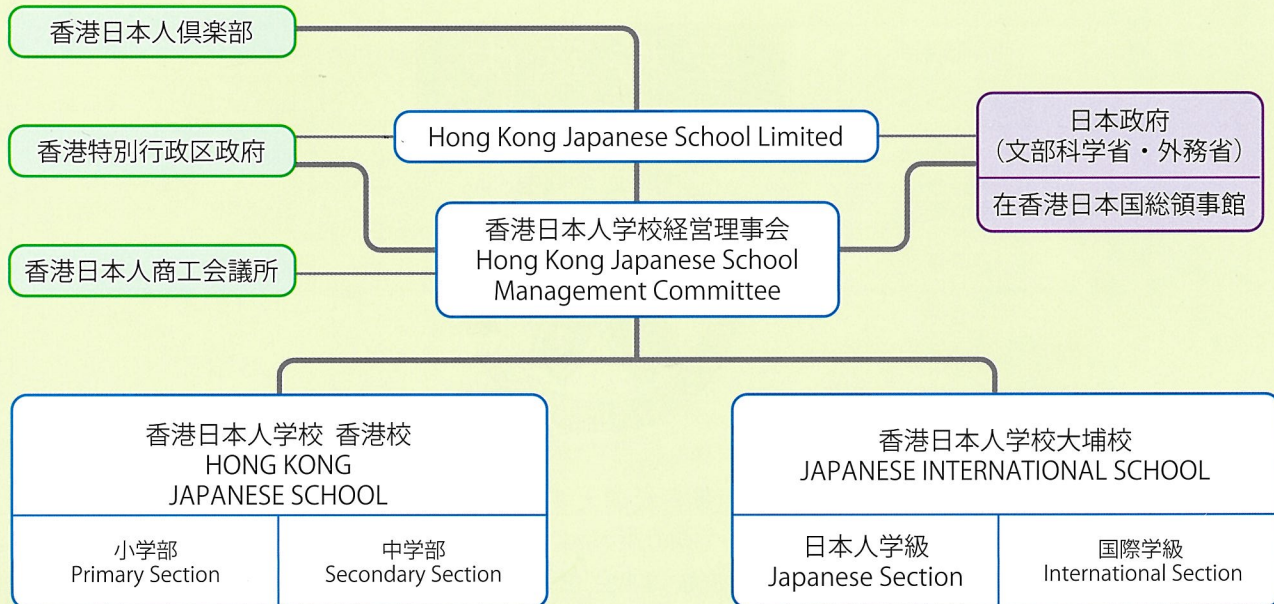 香港日本人倶楽部
香港特別行政区政府
香港日本人商工会議所
Hong Kong Japanese School Limited
日本政府
(文部科学省・外務省)
在香港日本国総領事館
香港日本人学校経営理事会
Hong Kong Japanese School
Management Committee
香港日本人学校 香港校
HONG KONG
JAPANESE SCHOOL
小学部
Primary Section
中学部
Secondary Section
香港日本人学校大埔校
JAPANESE INTERNATIONAL SCHOOL
日本人学級
Japanese Section
国際学級
International Section